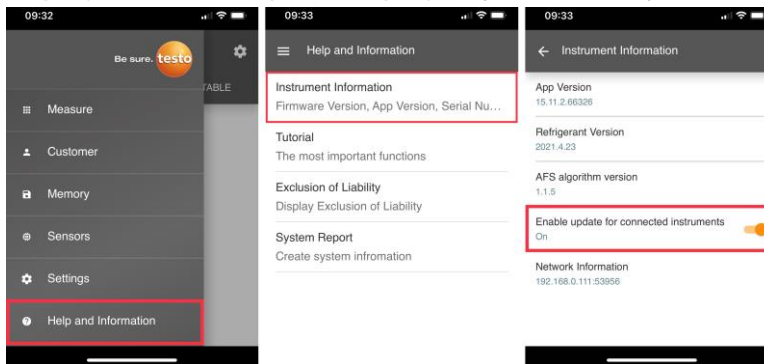 09:32
Be sure. testo
TABLE
Measure
Customer
Memory
Sensors
Settings
Help and Information
09:33
Help and Information
Instrument Information
Firmware Version, App Version, Serial Nu...
Tutorial
The most important functions
Exclusion of Liability
Display Exclusion of Liability
System Report
Create system infromation
09:33
Instrument Information
App Version
15.11.2.66326
Refrigerant Version
2021.4.23
AFS algorithm version
1.1.5
Enable update for connected instruments
On
Network Information
192.168.0.111:53956